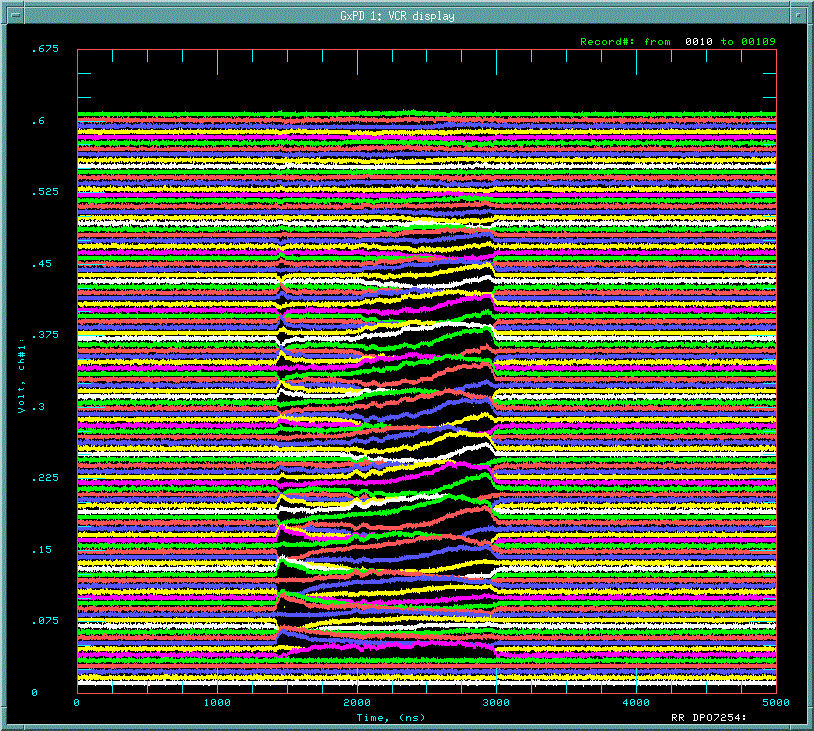 GxPD 1: VCR display
Record#: from 0010 to 00109
.675
.6
.525
.45
.375
.3
.225
.15
.075
0
Volt, ch#1:
0 1000 2000 3000 4000 5000
Time, (ns)
RR DPO7254: